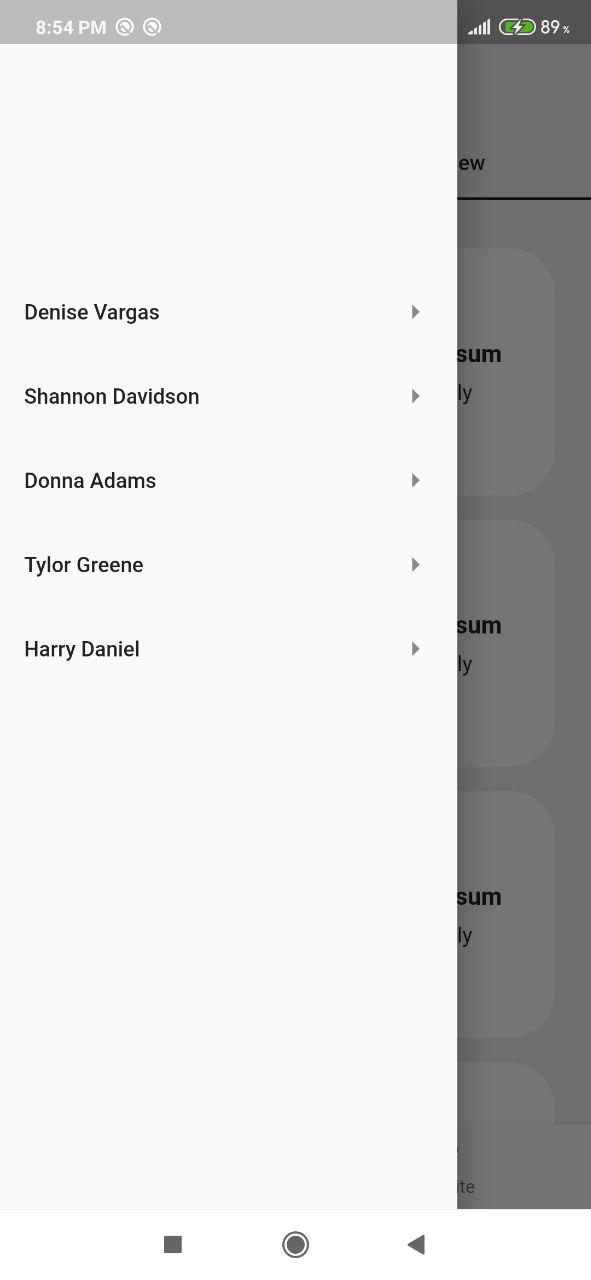 8:54 PM 89 %
ew
Denise Vargas
Shannon Davidson
sum
ly
Donna Adams
Tylor Greene
Harry Daniel
sum
ly
sum
ly
ite